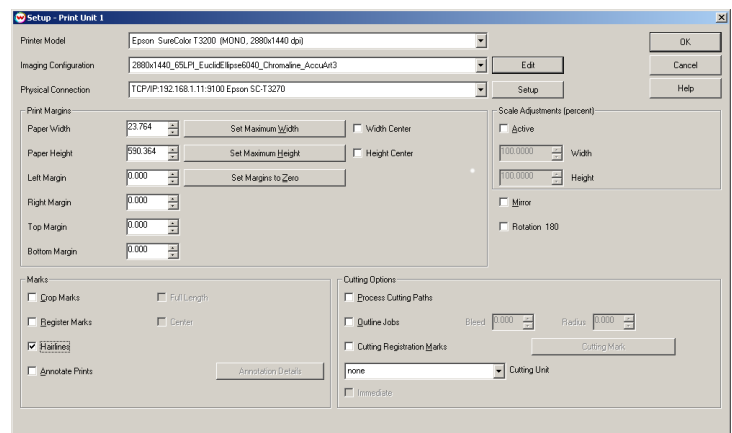 Setup - Print Unit 1
Printer Model Epson SureColor T3200 (MONO, 2880x1440 dpi) OK
Imaging Configuration 2880x1440_65LPI_EuclidEllipse6040_Chromaline_AccuArt3 Edit Cancel
Physical Connection TCP/IP:192.168.1.11:9100 Epson SC-T3270 Setup Help
Print Margins Scale Adjustments (percent)
Paper Width 23.764 Set Maximum Width Width Center Active
Paper Height 590.364 Set Maximum Height Height Center 100.0000 Width
Left Margin 0.000 Set Margins to Zero 100.0000 Height
Right Margin 0.000 Mirror
Top Margin 0.000 Rotation 180
Bottom Margin 0.000
Marks Cutting Options
Crop Marks Full Length Process Cutting Paths
Register Marks Center Outline Jobs Bleed 0.000 Radius 0.000
Hairlines Cutting Registration Marks Cutting Mark
Annotate Prints Annotation Details none Cutting Unit
Immediate